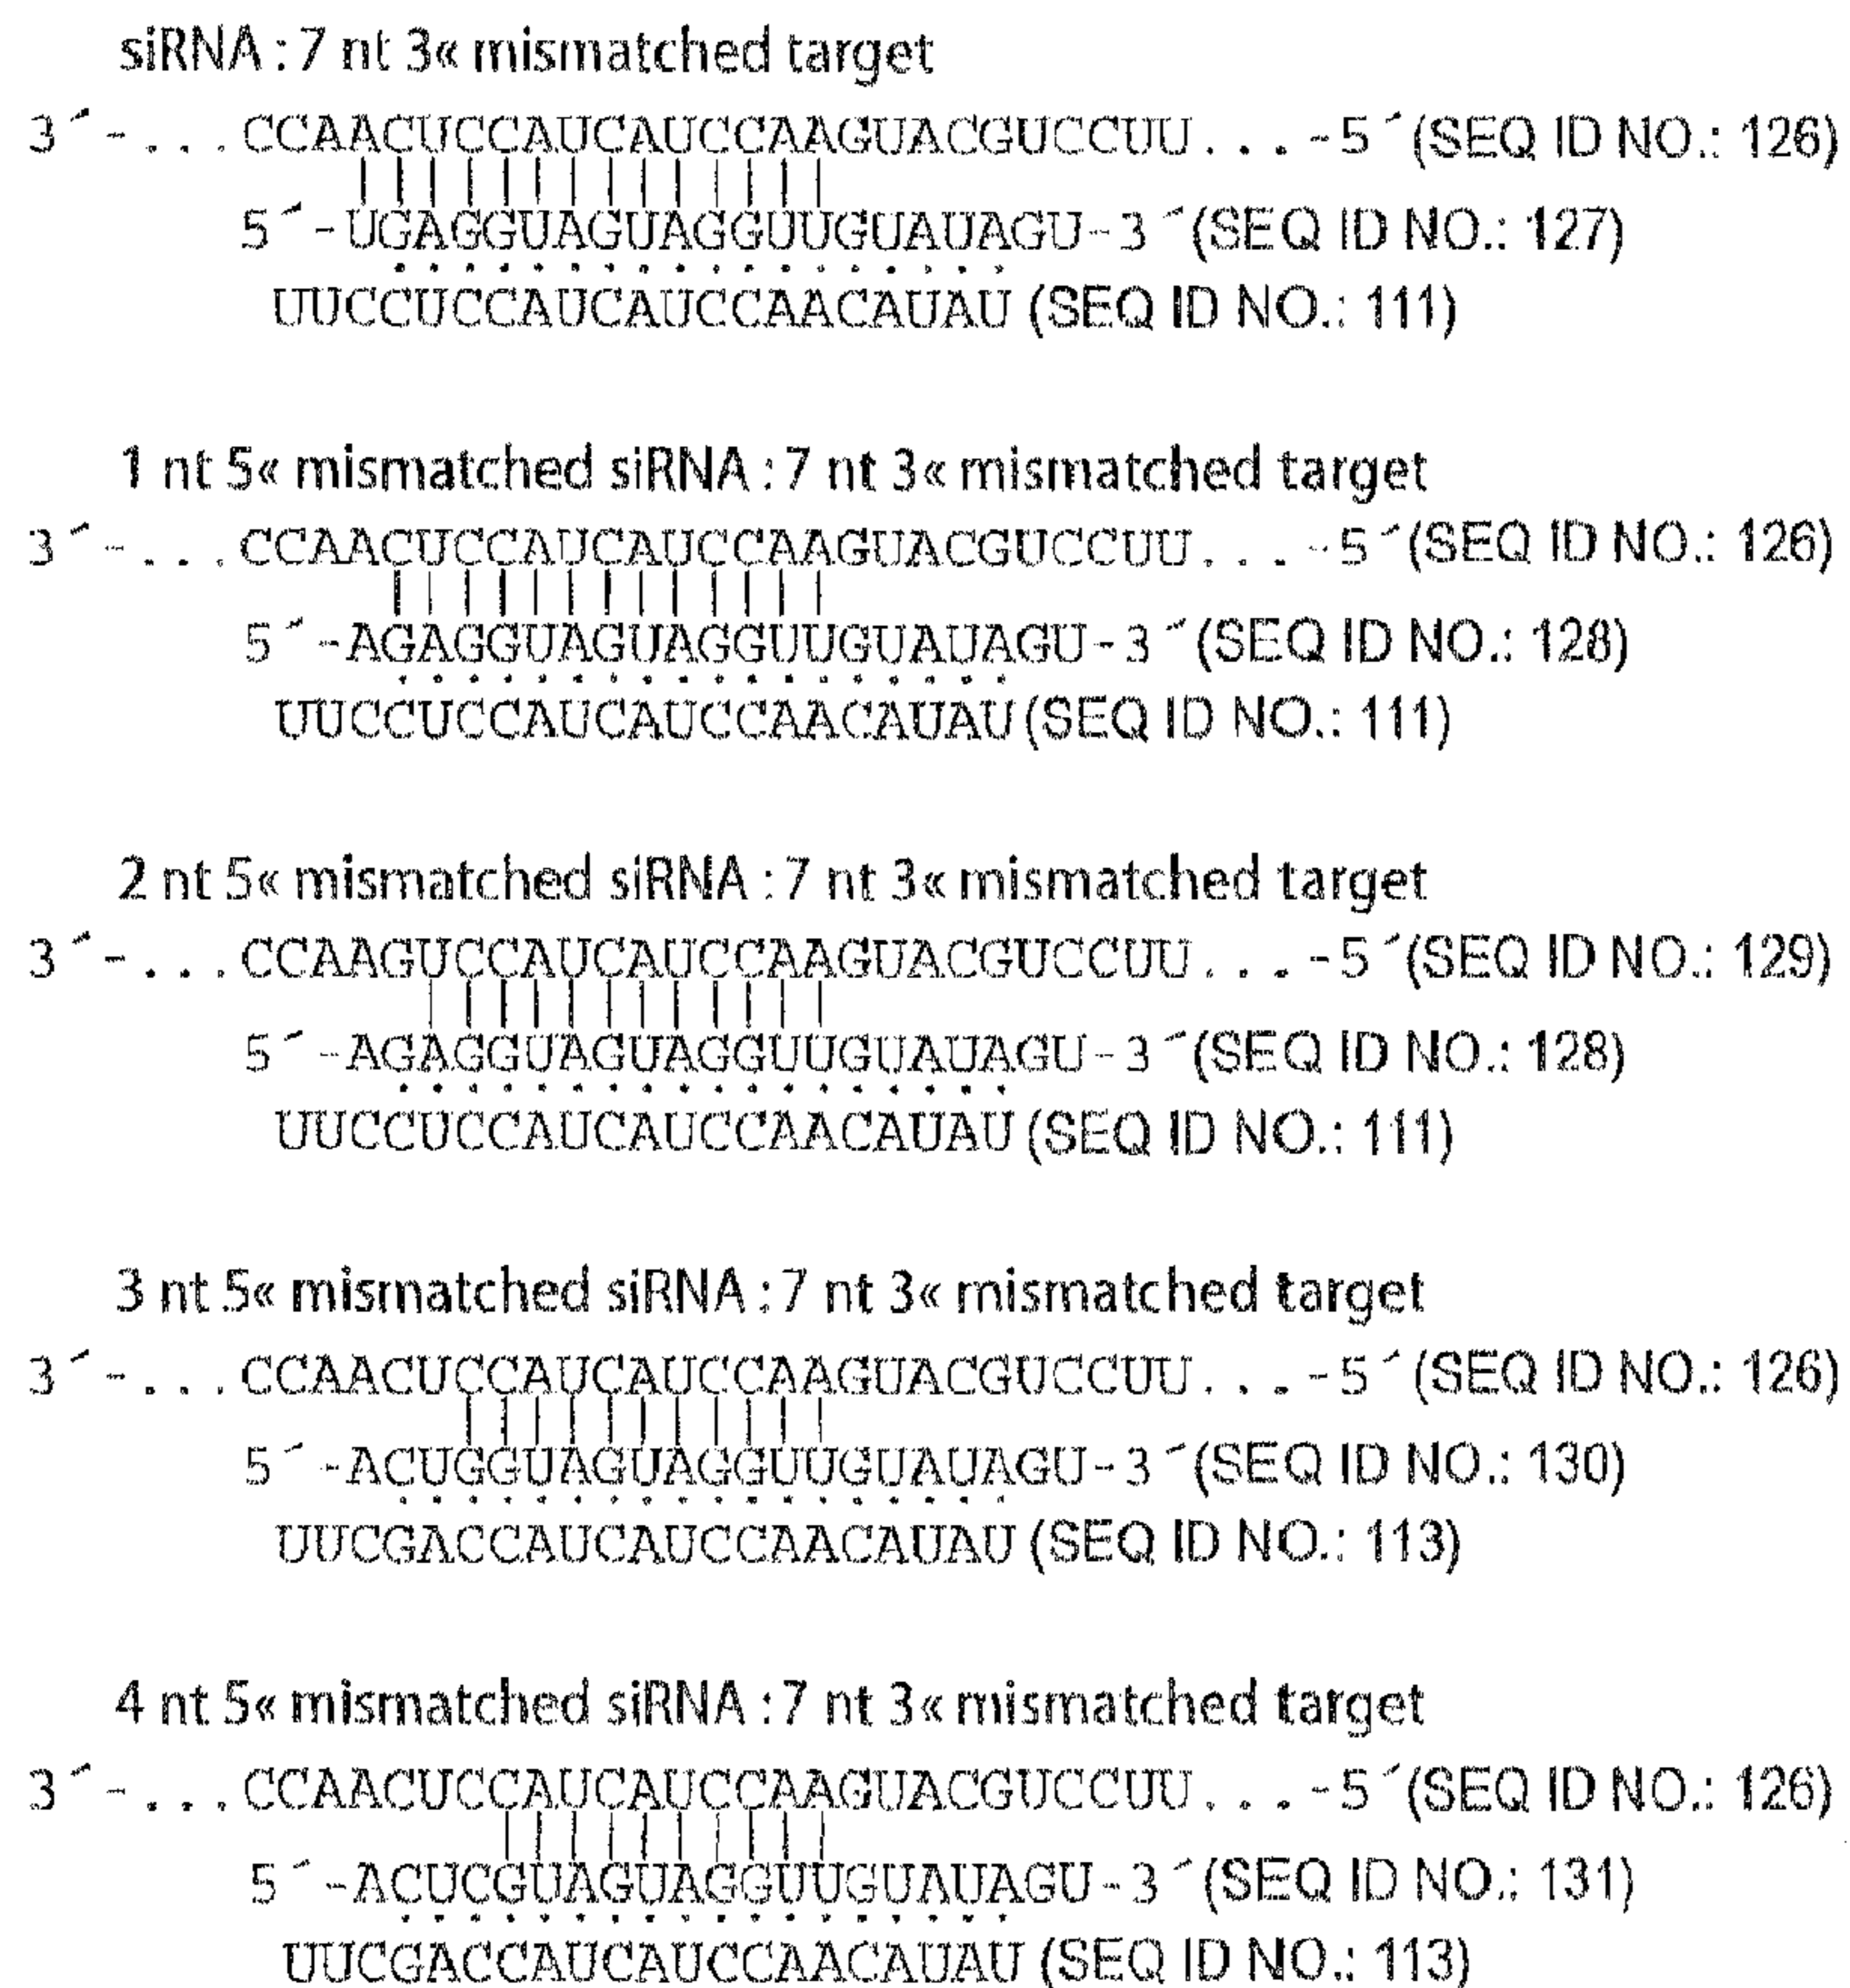 siRNA : 7 nt 3« mismatched target
3´-...CCAACUCCAUCAUCCAAGUACGUCCUU...-5´(SEQ ID NO.: 126)
5´-UGAGGUAGUAGGUUGUAUAGU-3´(SEQ ID NO.: 127)
UUCCUCCAUCAUCCAACAUAU (SEQ ID NO.: 111)
1 nt 5« mismatched siRNA : 7 nt 3« mismatched target
3´-...CCAACUCCAUCAUCCAAGUACGUCCUU...-5´(SEQ ID NO.: 126)
5´-AGAGGUAGUAGGUUGUAUAGU-3´(SEQ ID NO.: 128)
UUCCUCCAUCAUCCAACAUAU (SEQ ID NO.: 111)
2 nt 5« mismatched siRNA : 7 nt 3« mismatched target
3´-...CCAAGUCCAUCAUCCAAGUACGUCCUU...-5´(SEQ ID NO.: 129)
5´-AGAGGUAGUAGGUUGUAUAGU-3´(SEQ ID NO.: 128)
UUCCUCCAUCAUCCAACAUAU (SEQ ID NO.: 111)
3 nt 5« mismatched siRNA : 7 nt 3« mismatched target
3´-...CCAACUCCAUCAUCCAAGUACGUCCUU...-5´(SEQ ID NO.: 126)
5´-ACUGGUAGUAGGUUGUAUAGU-3´(SEQ ID NO.: 130)
UUCGACCAUCAUCCAACAUAU (SEQ ID NO.: 113)
4 nt 5« mismatched siRNA : 7 nt 3« mismatched target
3´-...CCAACUCCAUCAUCCAAGUACGUCCUU...-5´(SEQ ID NO.: 126)
5´-ACUCGUAGUAGGUUGUAUAGU-3´(SEQ ID NO.: 131)
UUCGACCAUCAUCCAACAUAU (SEQ ID NO.: 113)